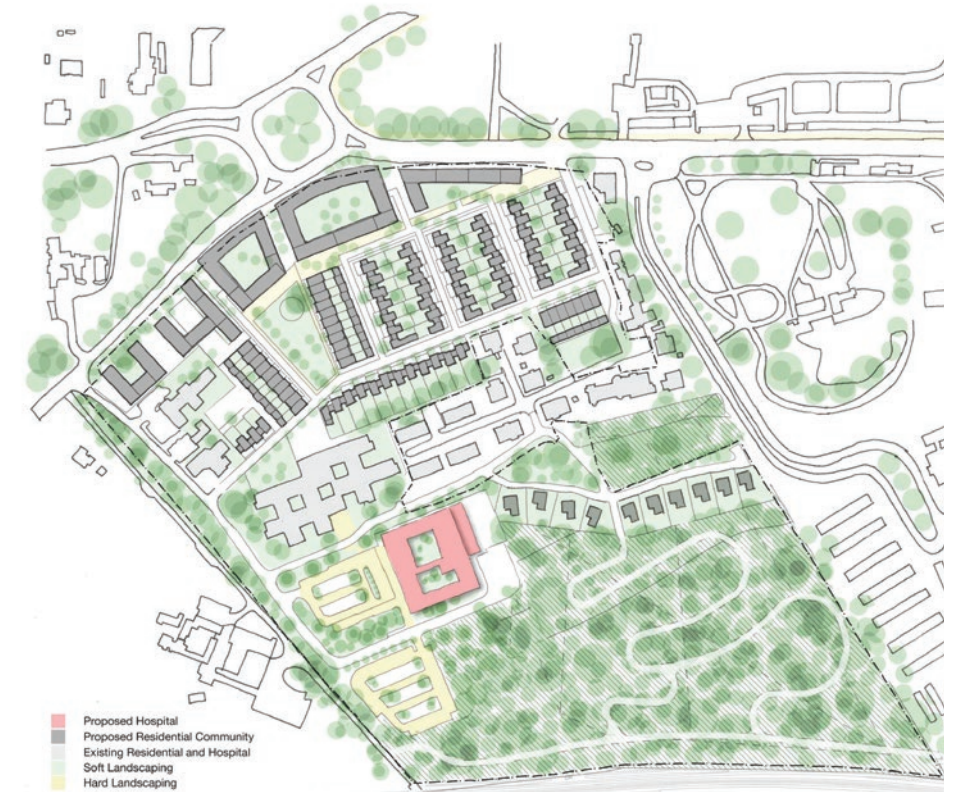 Proposed Hospital
Proposed Residential Community
Existing Residential and Hospital
Soft Landscaping
Hard Landscaping